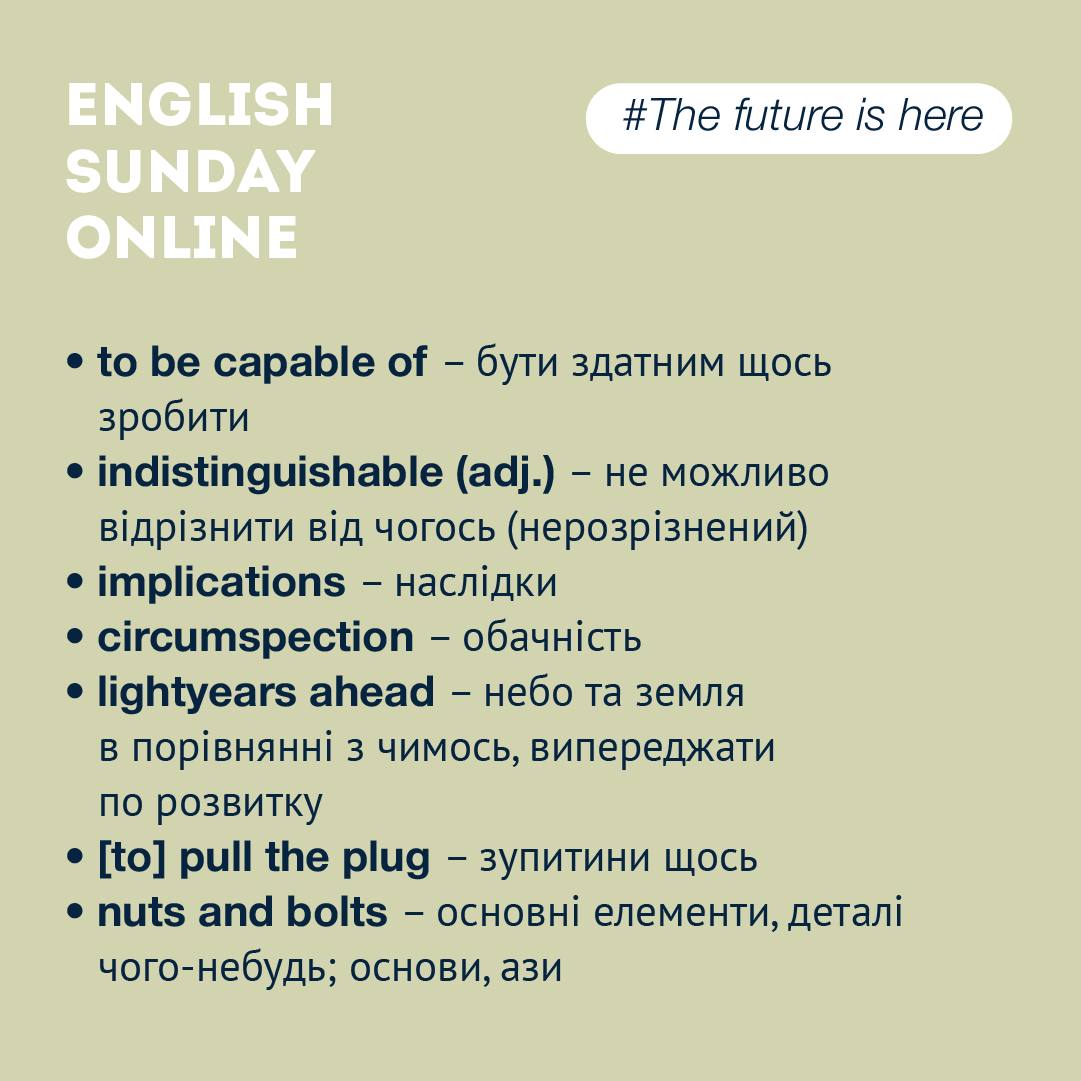 ENGLISH
SUNDAY
ONLINE
#The future is here
• to be capable of – бути здатним щось
зробити
• indistinguishable (adj.) – не можливо
відрізнити від чогось (нерозрізнений)
• implications – наслідки
• circumspection – обачність
• lightyears ahead – небо та земля
в порівнянні з чимось, випереджати
по розвитку
• [to] pull the plug – зупитини щось
• nuts and bolts – основні елементи, деталі
чого-небудь; основи, ази